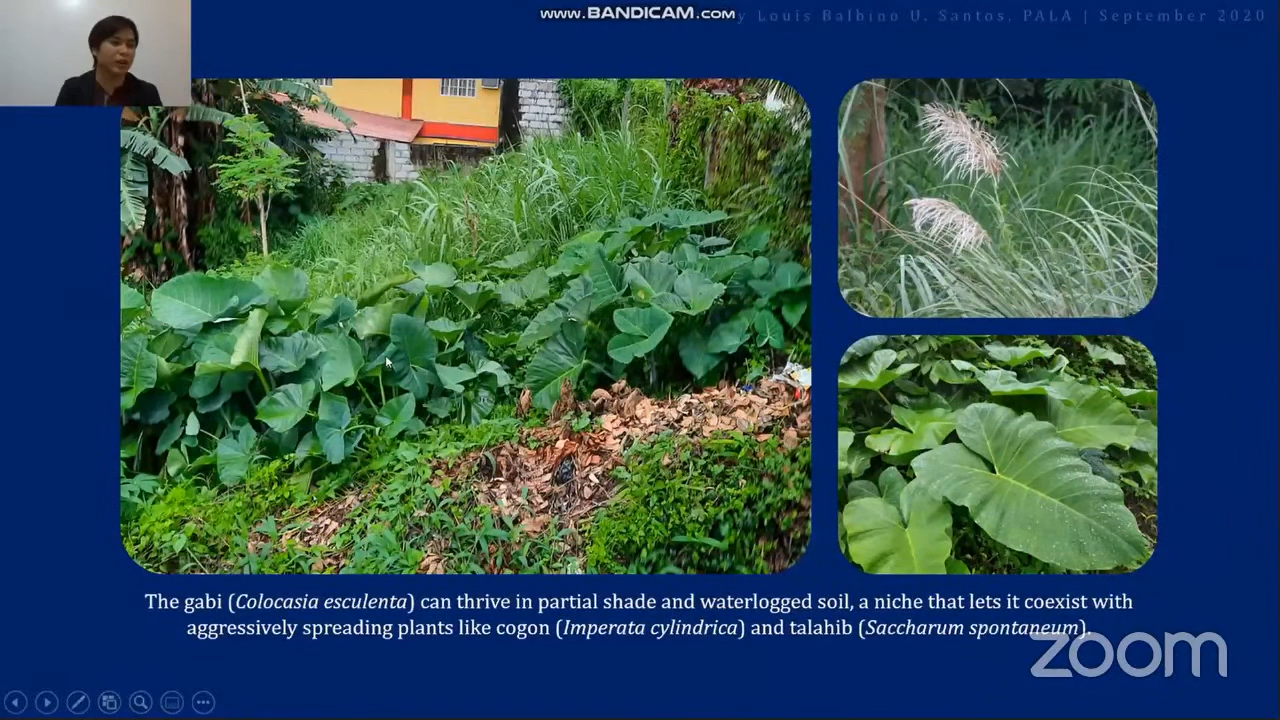 www.BANDICAM.com
y Louis Balbino U. Santos, PALA | September 2020
The gabi (Colocasia esculenta) can thrive in partial shade and waterlogged soil, a niche that lets it coexist with
aggressively spreading plants like cogon (Imperata cylindrica) and talahib (Saccharum spontaneum).
zoom